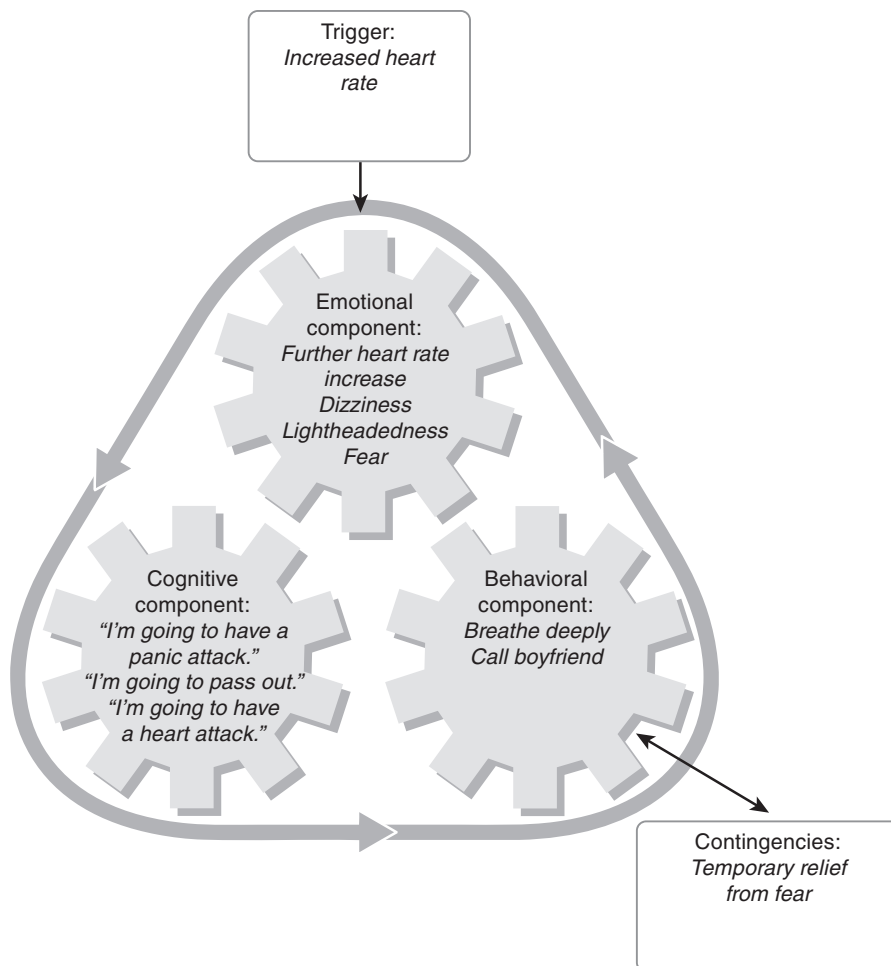 Trigger:
Increased heart
rate
Emotional
component:
Further heart rate
increase
Dizziness
Lightheadedness
Fear
Cognitive
component:
“I’m going to have a
panic attack.”
“I’m going to pass out.”
“I’m going to have
a heart attack.”
Behavioral
component:
Breathe deeply
Call boyfriend
Contingencies:
Temporary relief
from fear